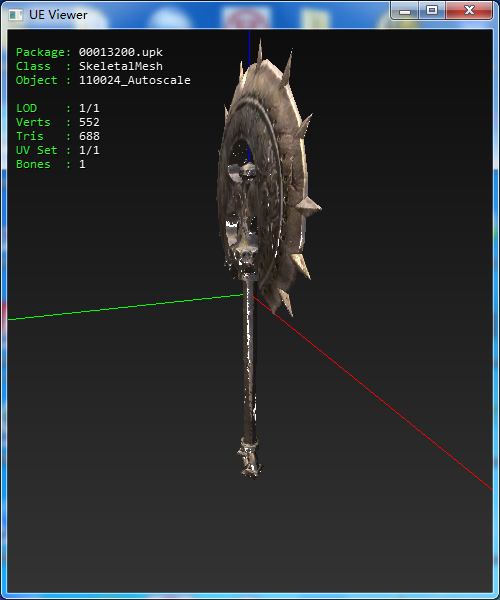 UE Viewer
Package: 00013200.upk
Class : SkeletalMesh
Object : 110024_Autoscale
LOD : 1/1
Verts : 552
Tris : 688
UV Set : 1/1
Bones : 1